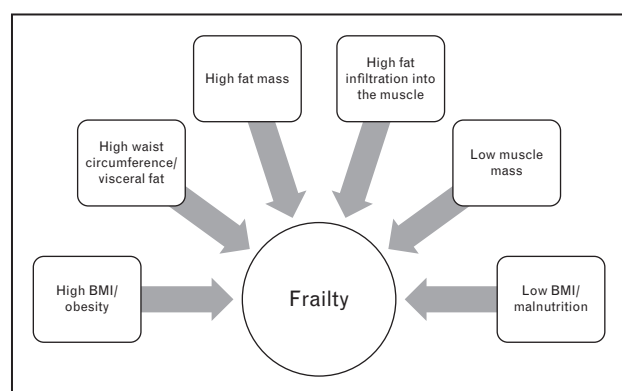 High fat mass
High fat
infiltration into
the muscle
High waist
circumference/
visceral fat
Low muscle
mass
High BMI/
obesity
Frailty
Low BMI/
malnutrition